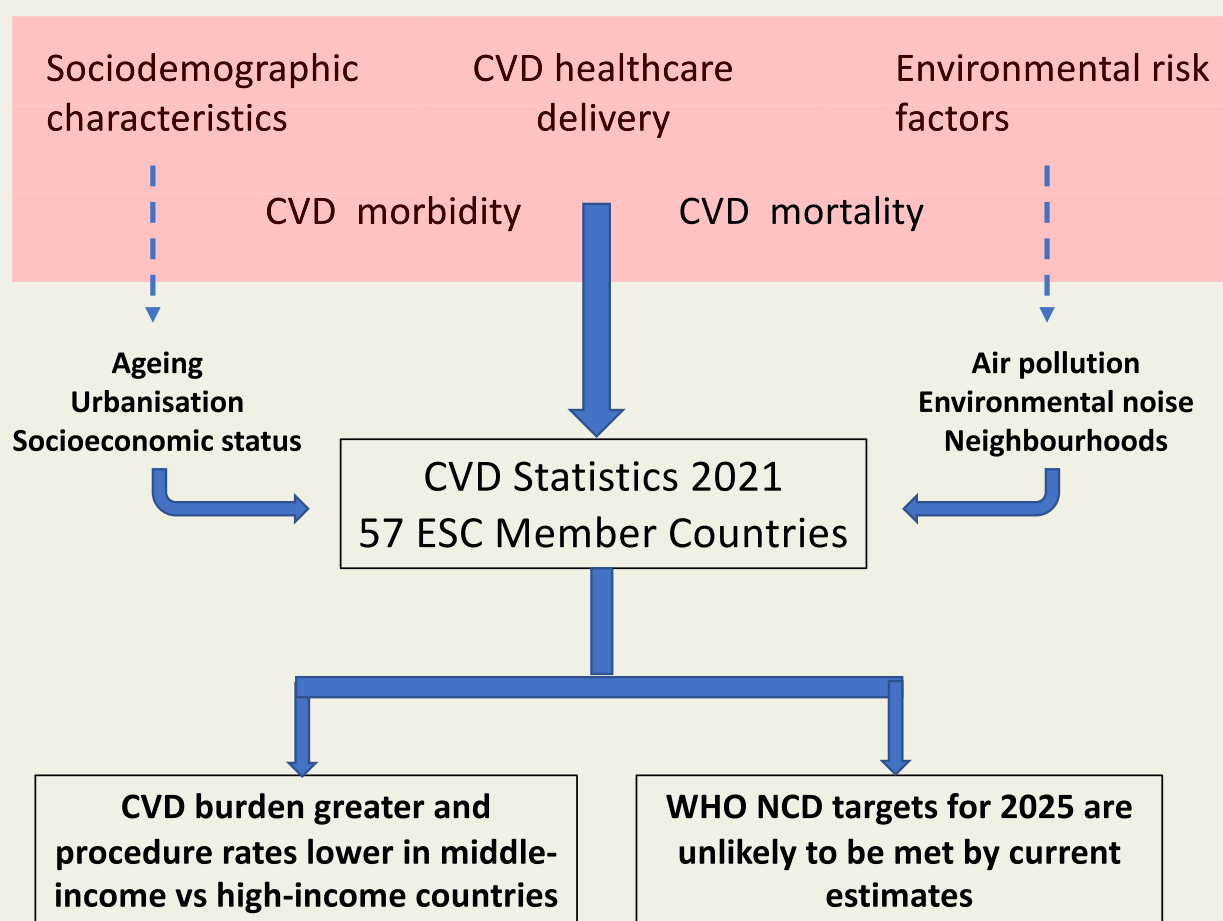 Sociodemographic
characteristics
CVD healthcare
delivery
Environmental risk
factors
CVD morbidity
CVD mortality
Ageing
Urbanisation
Socioeconomic status
Air pollution
Environmental noise
Neighbourhoods
CVD Statistics 2021
57 ESC Member Countries
CVD burden greater and
procedure rates lower in middle-
income vs high-income countries
WHO NCD targets for 2025 are
unlikely to be met by current
estimates